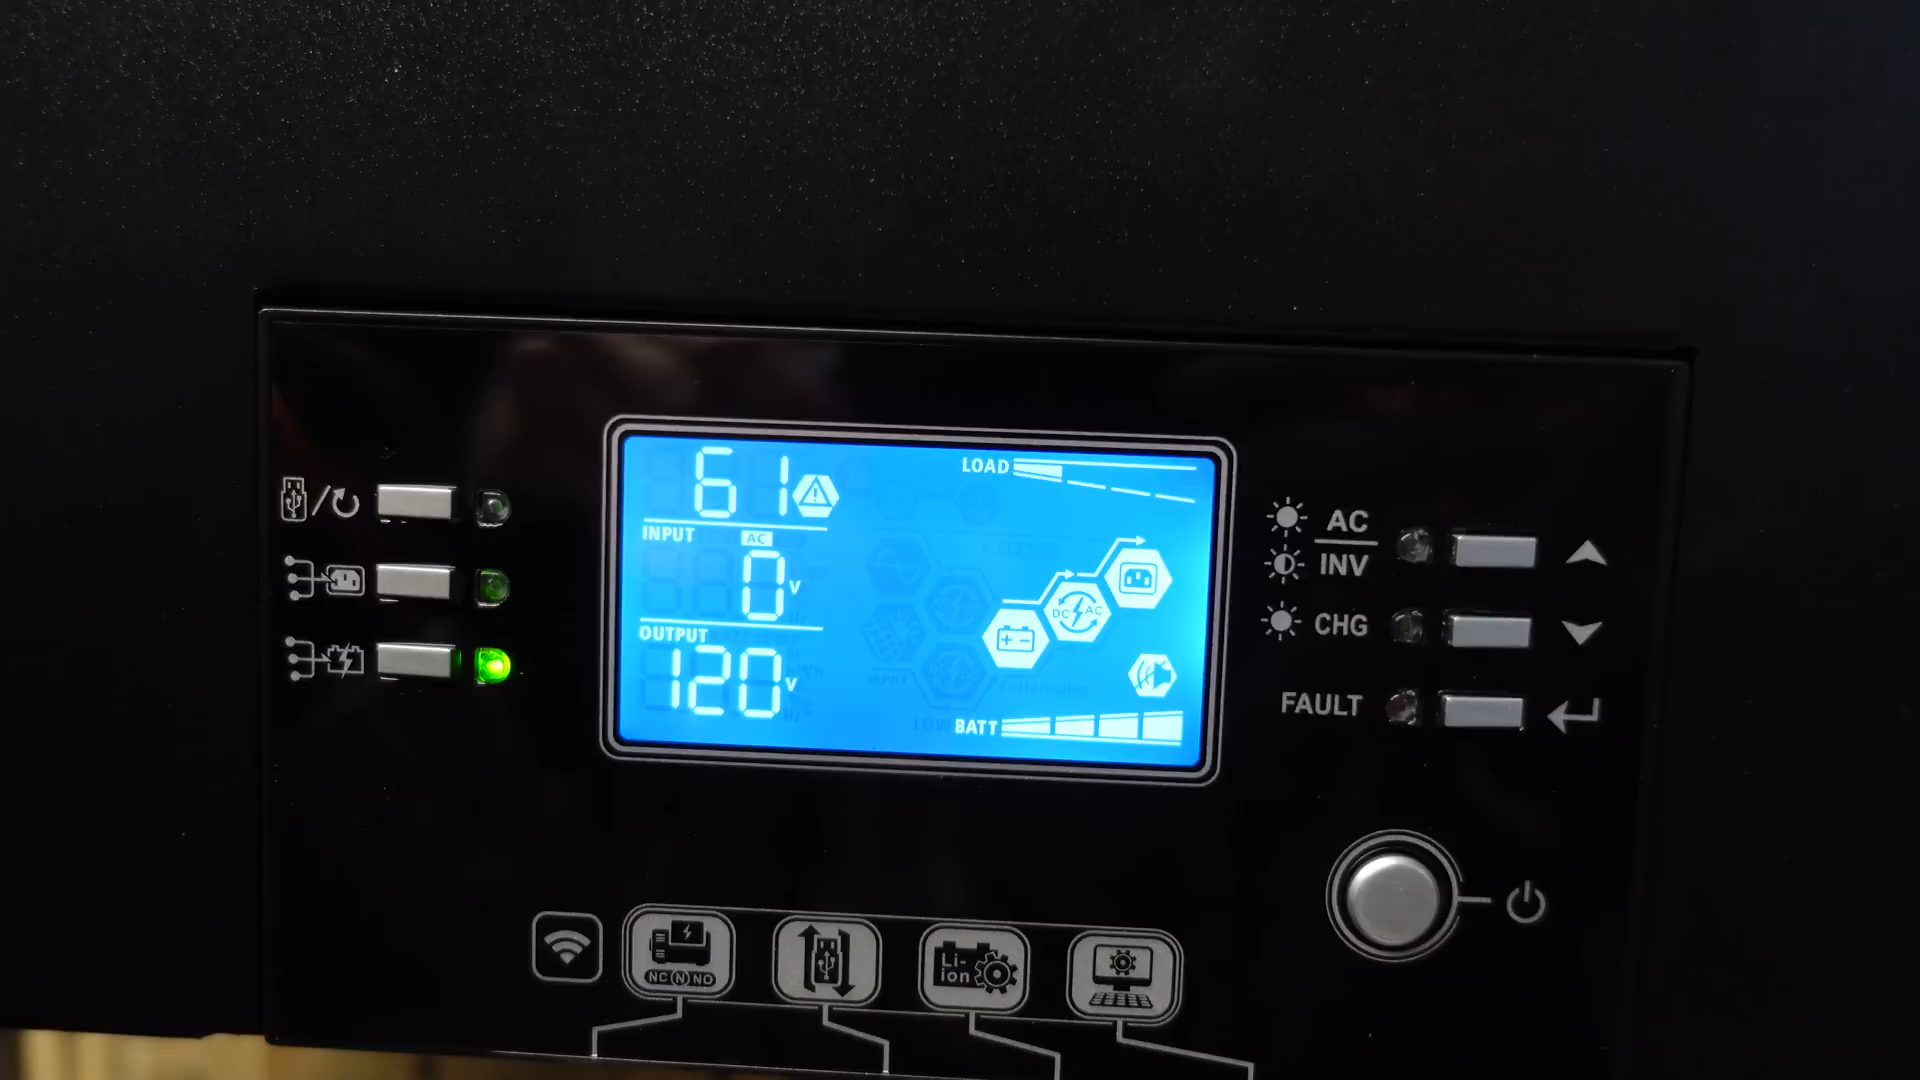 61
LOAD
INPUT
AC
0 V
OUTPUT
120 V
DC AC
MPPT
CHARGING
LOW BATT
AC
INV
CHG
FAULT
NC N NO
Li-
ion